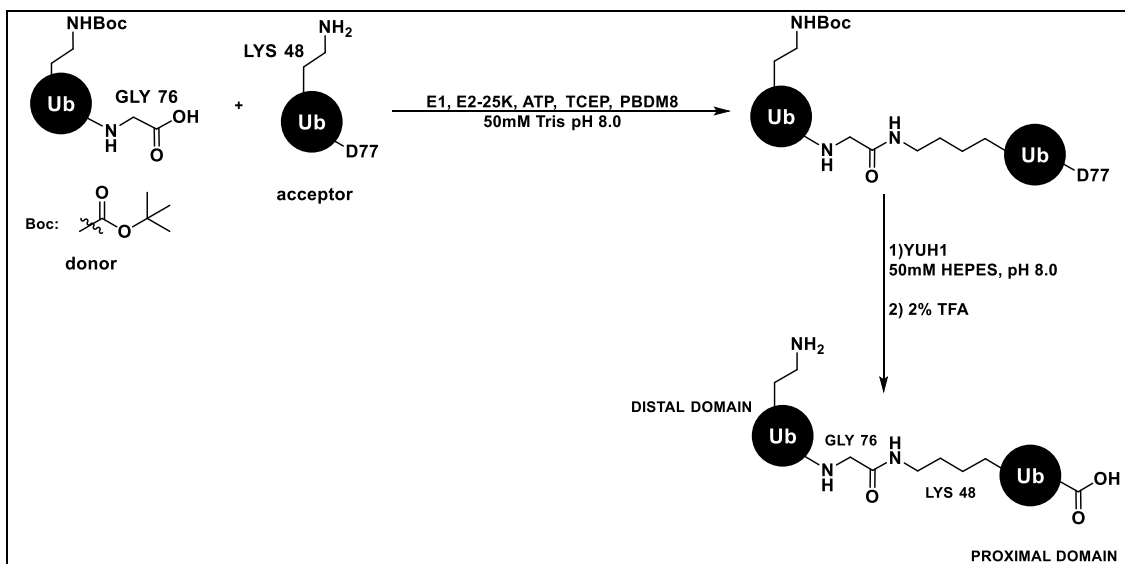 NHBoc
Ub
GLY 76
N
H
OH
O
Boc:
O
O
donor
+
NH2
LYS 48
Ub
D77
acceptor
E1, E2-25K, ATP, TCEP, PBDM8
50mM Tris pH 8.0
NHBoc
Ub
N
H
O
H
N
Ub
D77
1)YUH1
50mM HEPES, pH 8.0
2) 2% TFA
NH2
DISTAL DOMAIN
Ub
GLY 76
N
H
O
H
N
LYS 48
Ub
OH
O
PROXIMAL DOMAIN